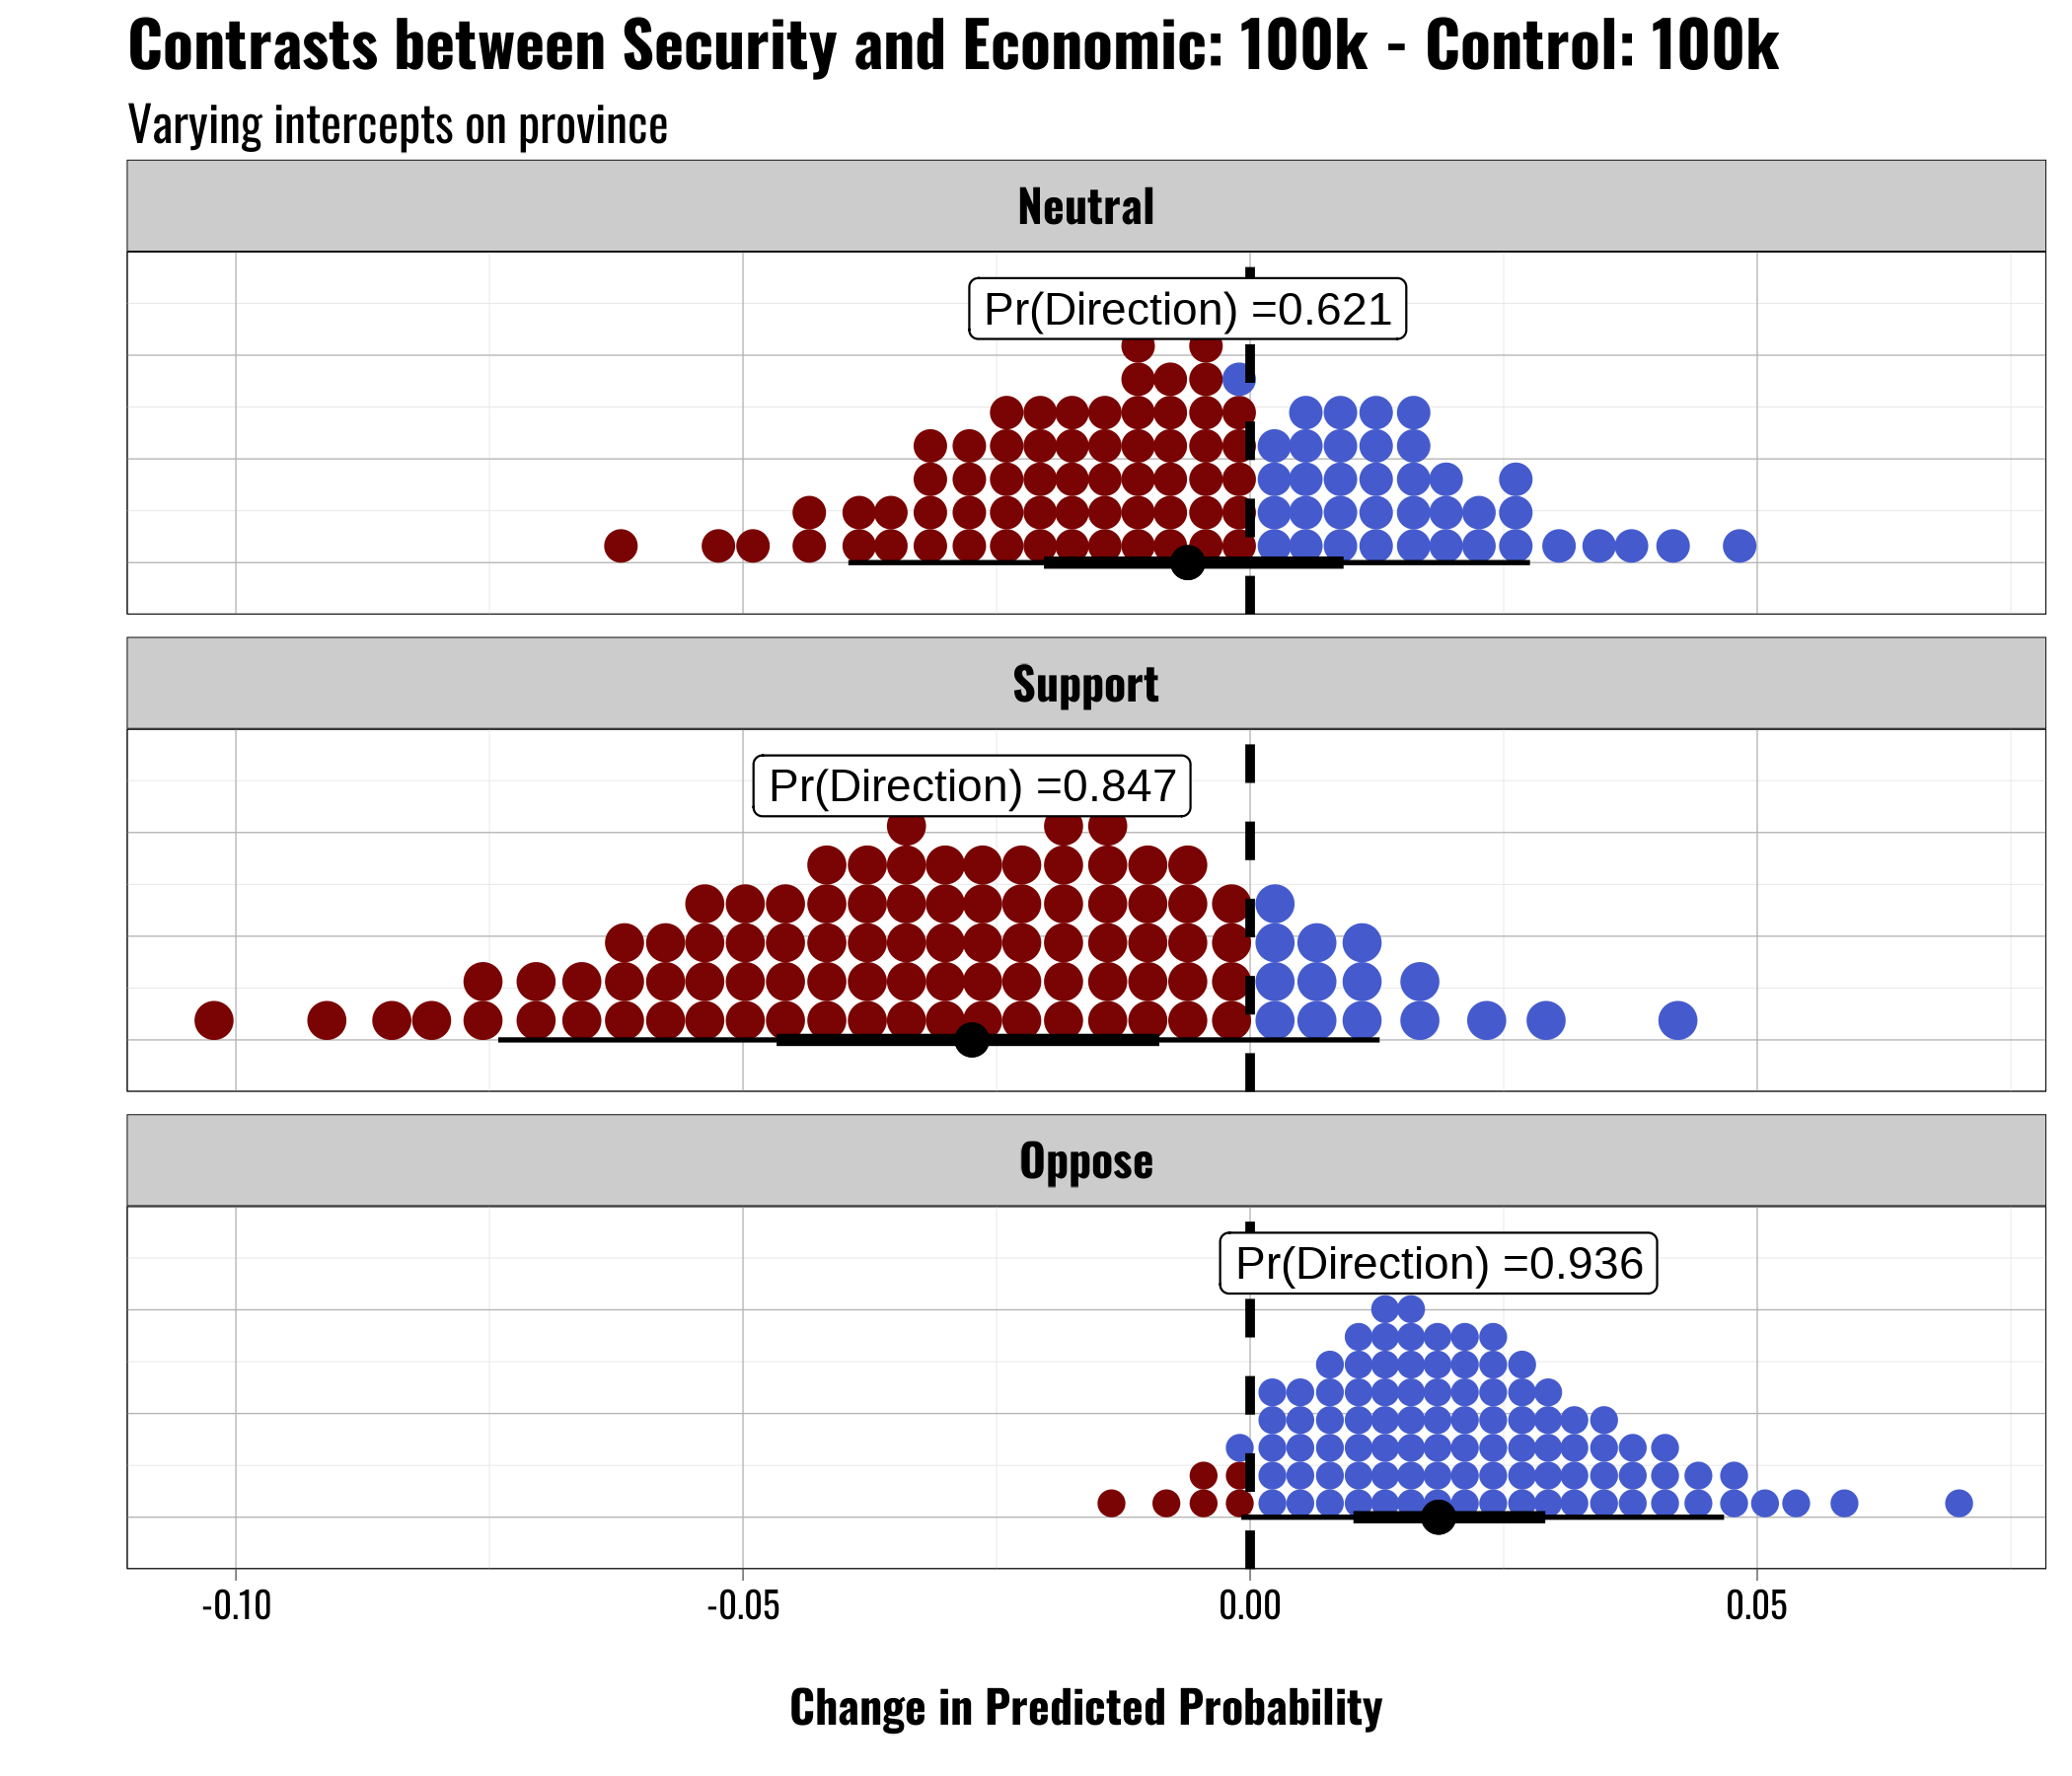 Contrasts between Security and Economic: 100k - Control: 100k
Varying intercepts on province
Neutral
Pr(Direction) =0.621
Support
Pr(Direction) =0.847
Oppose
Pr(Direction) =0.936
-0.10 -0.05 0.00 0.05
Change in Predicted Probability